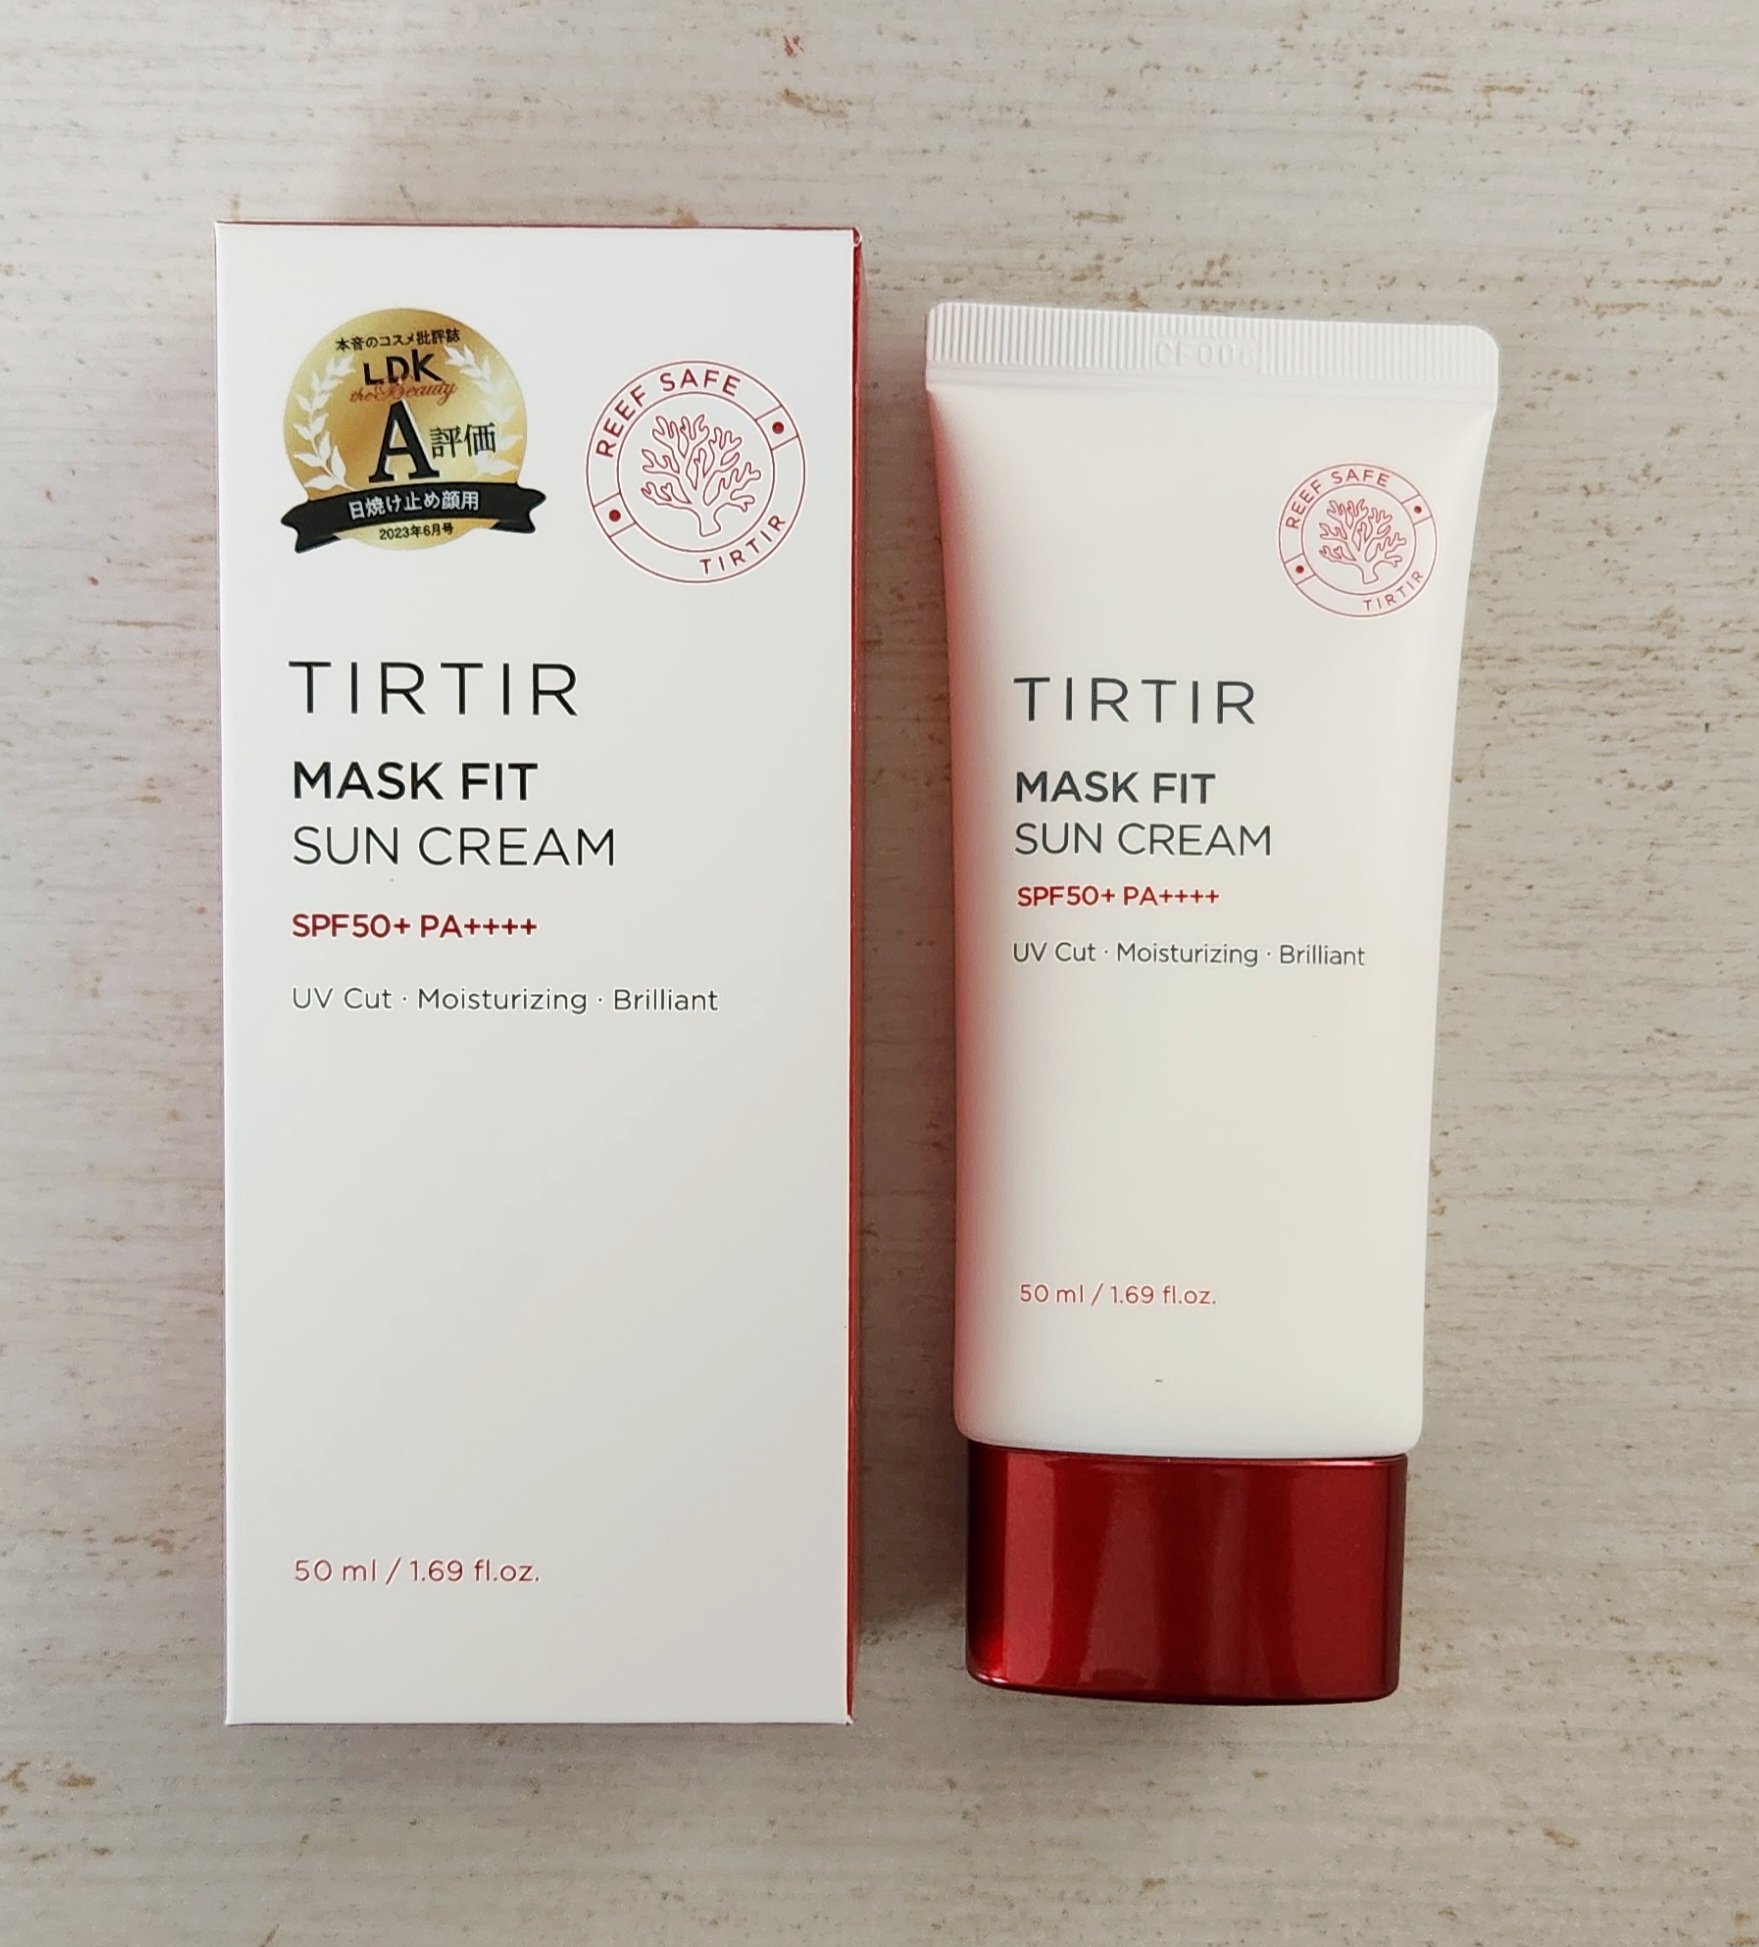 本音のコスメ批評誌
LDK
the Beauty
A評価
日焼け止め顔用
2023年6月号
REEF SAFE
TIRTIR
TIRTIR
MASK FIT
SUN CREAM
SPF50+ PA++++
UV Cut · Moisturizing · Brilliant
50 ml / 1.69 fl.oz.
REEF SAFE
TIRTIR
TIRTIR
MASK FIT
SUN CREAM
SPF50+ PA++++
UV Cut · Moisturizing · Brilliant
50 ml / 1.69 fl.oz.